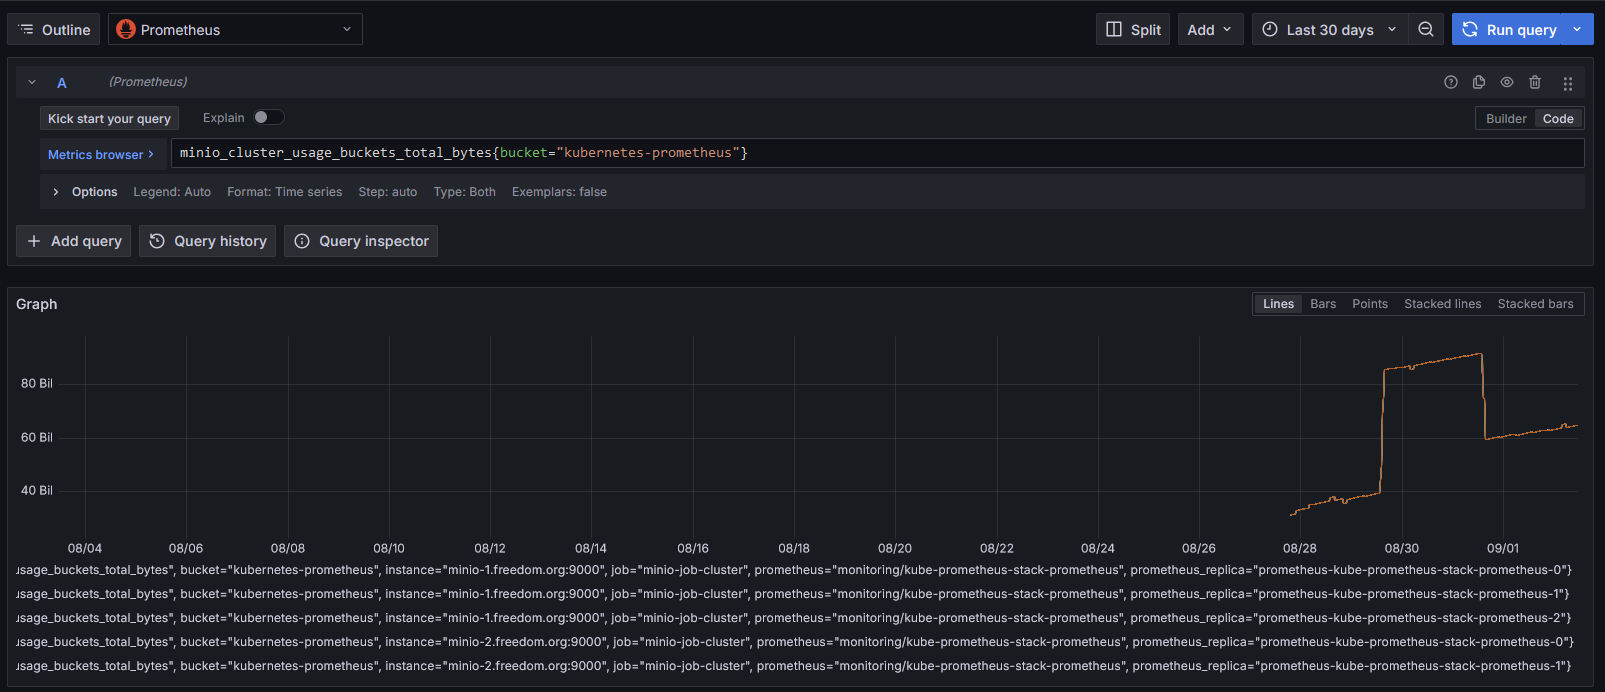 Outline Prometheus Split Add Last 30 days Run query
A (Prometheus)
Kick start your query Explain Builder Code
Metrics browser > minio_cluster_usage_buckets_total_bytes{bucket="kubernetes-prometheus"}
> Options Legend: Auto Format: Time series Step: auto Type: Both Exemplars: false
+ Add query Query history Query inspector
Graph Lines Bars Points Stacked lines Stacked bars
80 Bil
60 Bil
40 Bil
08/04 08/06 08/08 08/10 08/12 08/14 08/16 08/18 08/20 08/22 08/24 08/26 08/28 08/30 09/01
usage_buckets_total_bytes", bucket="kubernetes-prometheus", instance="minio-1.freedom.org:9000", job="minio-job-cluster", prometheus="monitoring/kube-prometheus-stack-prometheus", prometheus_replica="prometheus-kube-prometheus-stack-prometheus-0"}
usage_buckets_total_bytes", bucket="kubernetes-prometheus", instance="minio-1.freedom.org:9000", job="minio-job-cluster", prometheus="monitoring/kube-prometheus-stack-prometheus", prometheus_replica="prometheus-kube-prometheus-stack-prometheus-1"}
usage_buckets_total_bytes", bucket="kubernetes-prometheus", instance="minio-1.freedom.org:9000", job="minio-job-cluster", prometheus="monitoring/kube-prometheus-stack-prometheus", prometheus_replica="prometheus-kube-prometheus-stack-prometheus-2"}
usage_buckets_total_bytes", bucket="kubernetes-prometheus", instance="minio-2.freedom.org:9000", job="minio-job-cluster", prometheus="monitoring/kube-prometheus-stack-prometheus", prometheus_replica="prometheus-kube-prometheus-stack-prometheus-0"}
usage_buckets_total_bytes", bucket="kubernetes-prometheus", instance="minio-2.freedom.org:9000", job="minio-job-cluster", prometheus="monitoring/kube-prometheus-stack-prometheus", prometheus_replica="prometheus-kube-prometheus-stack-prometheus-1"}